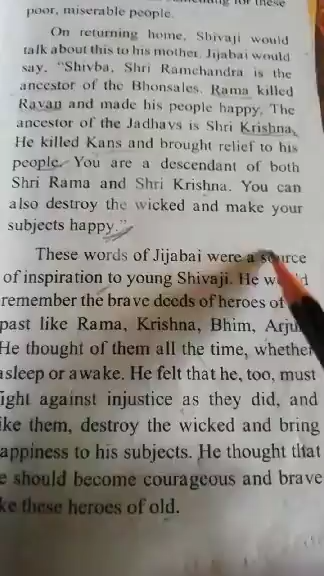 for these
poor, miserable people.
On returning home, Shivaji would
talk about this to his mother. Jijabai would
say, "Shivba, Shri Ramchandra is the
ancestor of the Bhonsales. Rama killed
Ravan and made his people happy. The
ancestor of the Jadhavs is Shri Krishna.
He killed Kans and brought relief to his
people. You are a descendant of both
Shri Rama and Shri Krishna. You can
also destroy the wicked and make your
subjects happy."
These words of Jijabai were a source
of inspiration to young Shivaji. He
remember the brave deeds of heroes of
past like Rama, Krishna, Bhim, Arju
He thought of them all the time, whether
asleep or awake. He felt that he, too, must
ight against injustice as they did, and
ike them, destroy the wicked and bring
appiness to his subjects. He thought that
e should become courageous and brave
ke these heroes of old.